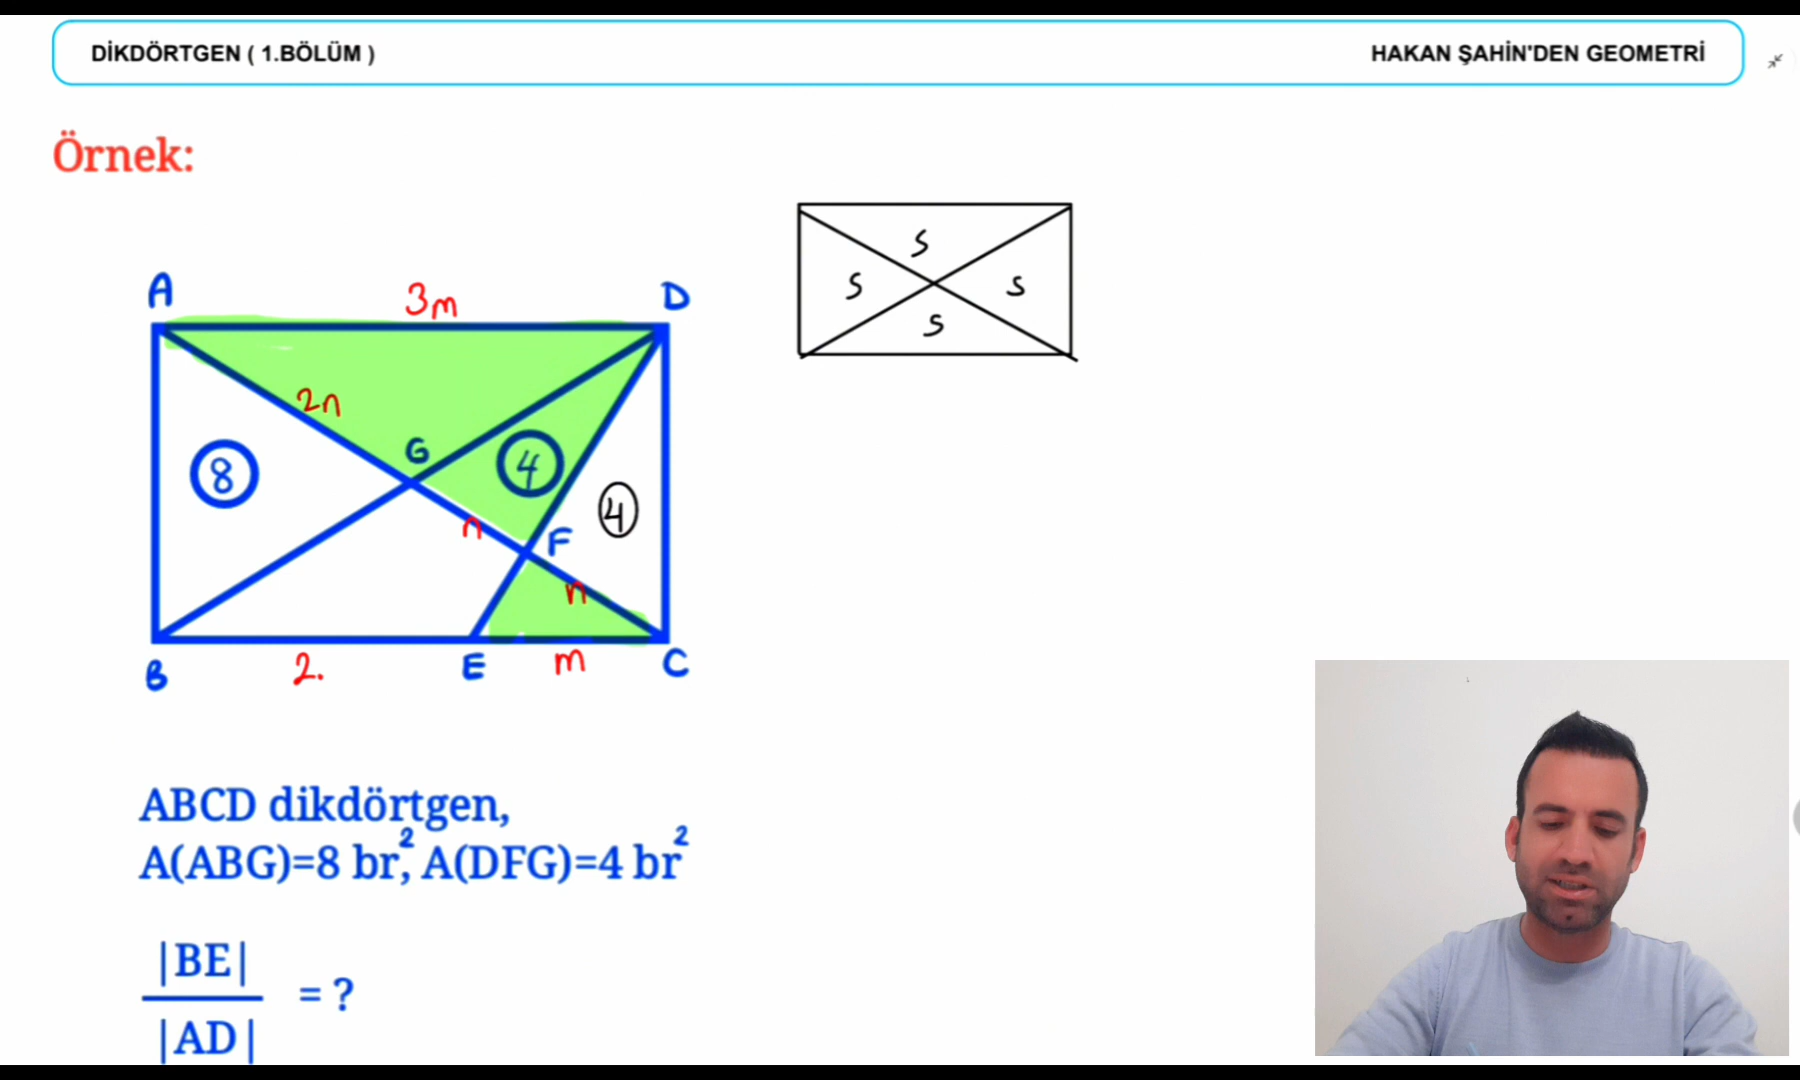 DİKDÖRTGEN ( 1.BÖLÜM )
HAKAN ŞAHİN'DEN GEOMETRİ
Örnek:
S
S
S
S
A
3m
D
2n
G
8
4
4
n
F
n
B
2.
E
m
C
ABCD dikdörtgen,
A(ABG)=8 br², A(DFG)=4 br²
|BE|
= ?
|AD|